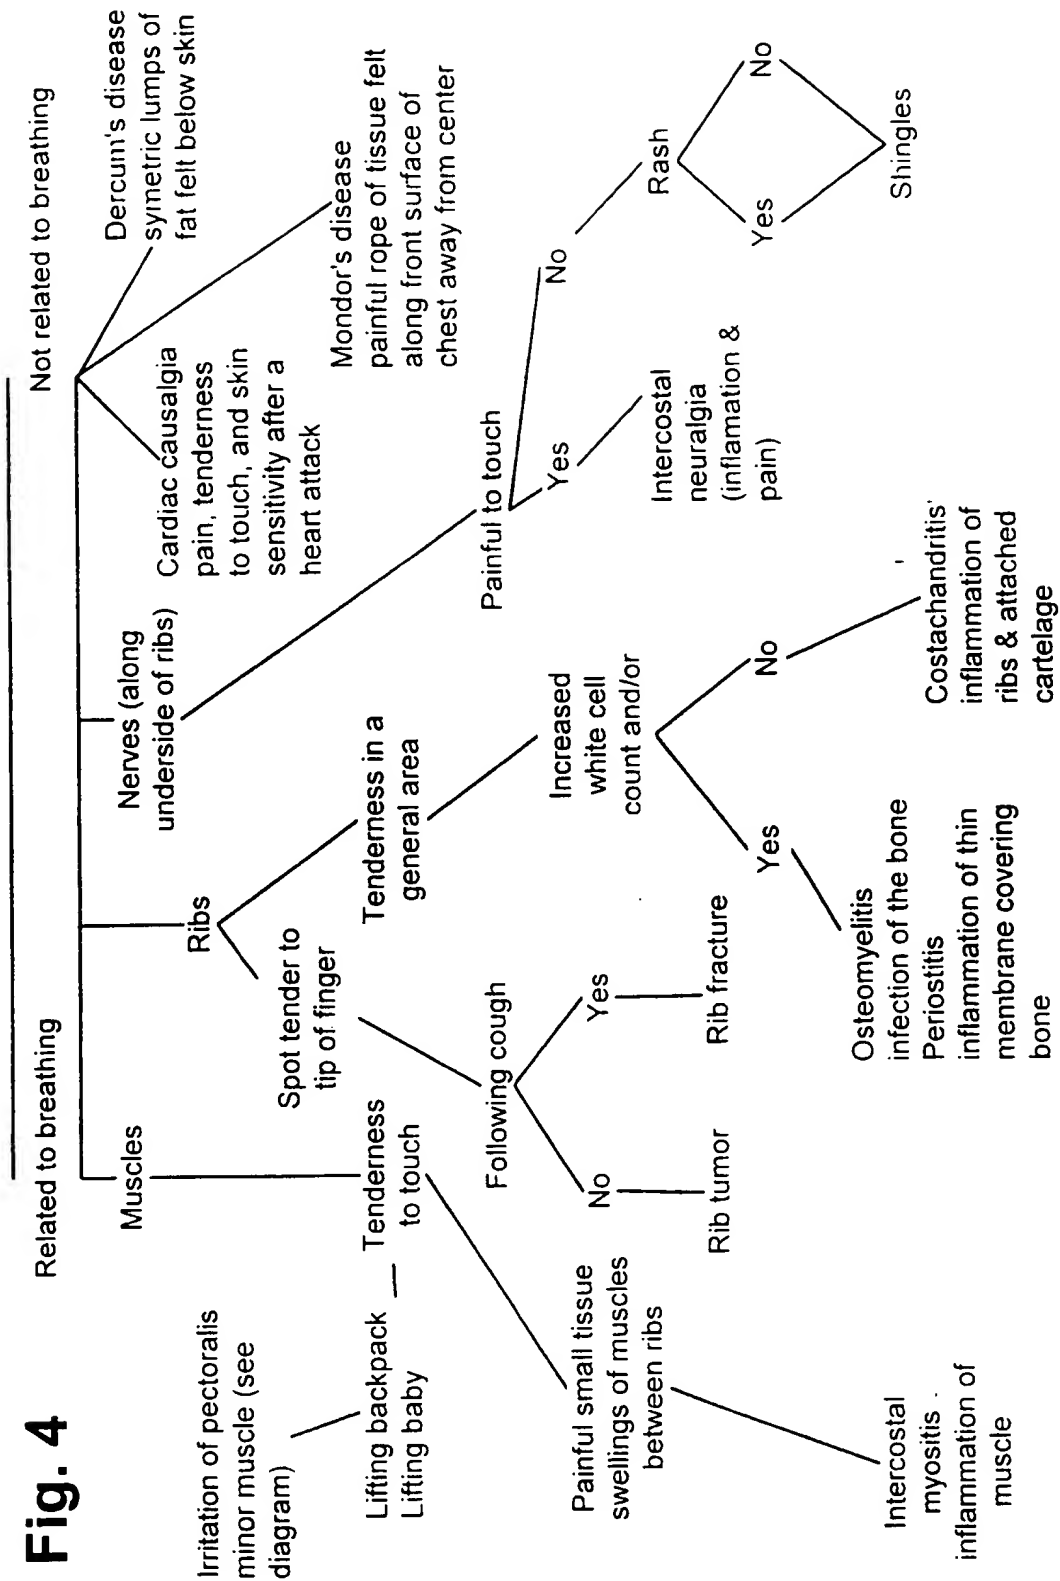 Fig. 4
Related to breathing
Not related to breathing
Muscles
Ribs
Nerves (along
underside of ribs)
Cardiac causalgia
pain, tenderness
to touch, and skin
sensitivity after a
heart attack
Dercum's disease
symetric lumps of
fat felt below skin
Mondor's disease
painful rope of tissue felt
along front surface of
chest away from center
Irritation of pectoralis
minor muscle (see
diagram)
Lifting backpack
Lifting baby
Tenderness
to touch
Spot tender to
tip of finger
Tenderness in a
general area
Painful to touch
Following cough
No
Yes
Rib tumor
Rib fracture
Painful small tissue
swellings of muscles
between ribs
Intercostal
myositis
inflammation of
muscle
Increased
white cell
count and/or
Yes
No
Osteomyelitis
infection of the bone
Periostitis
inflammation of thin
membrane covering
bone
Costachandritis
inflammation of
ribs & attached
cartelage
Yes
No
Intercostal
neuralgia
(inflamation &
pain)
Rash
Yes
No
Shingles